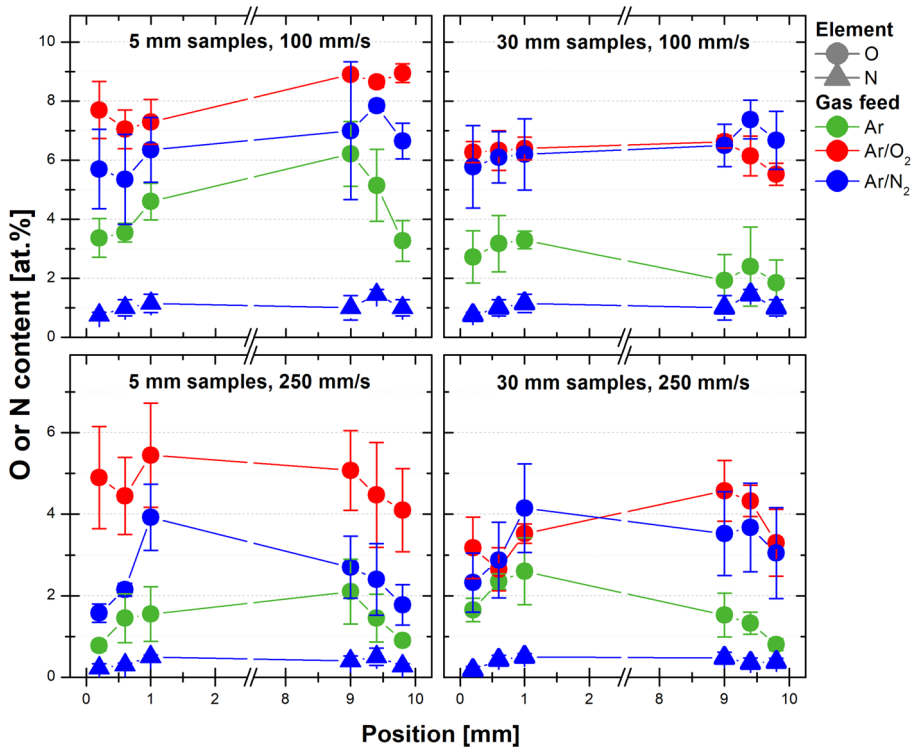 5 mm samples, 100 mm/s
30 mm samples, 100 mm/s
Element
O
N
Gas feed
Ar
Ar/O₂
Ar/N₂
10
8
6
4
2
0
5 mm samples, 250 mm/s
30 mm samples, 250 mm/s
6
4
2
0
0 1 2 8 9 10
0 1 2 8 9 10
O or N content [at.%]
Position [mm]